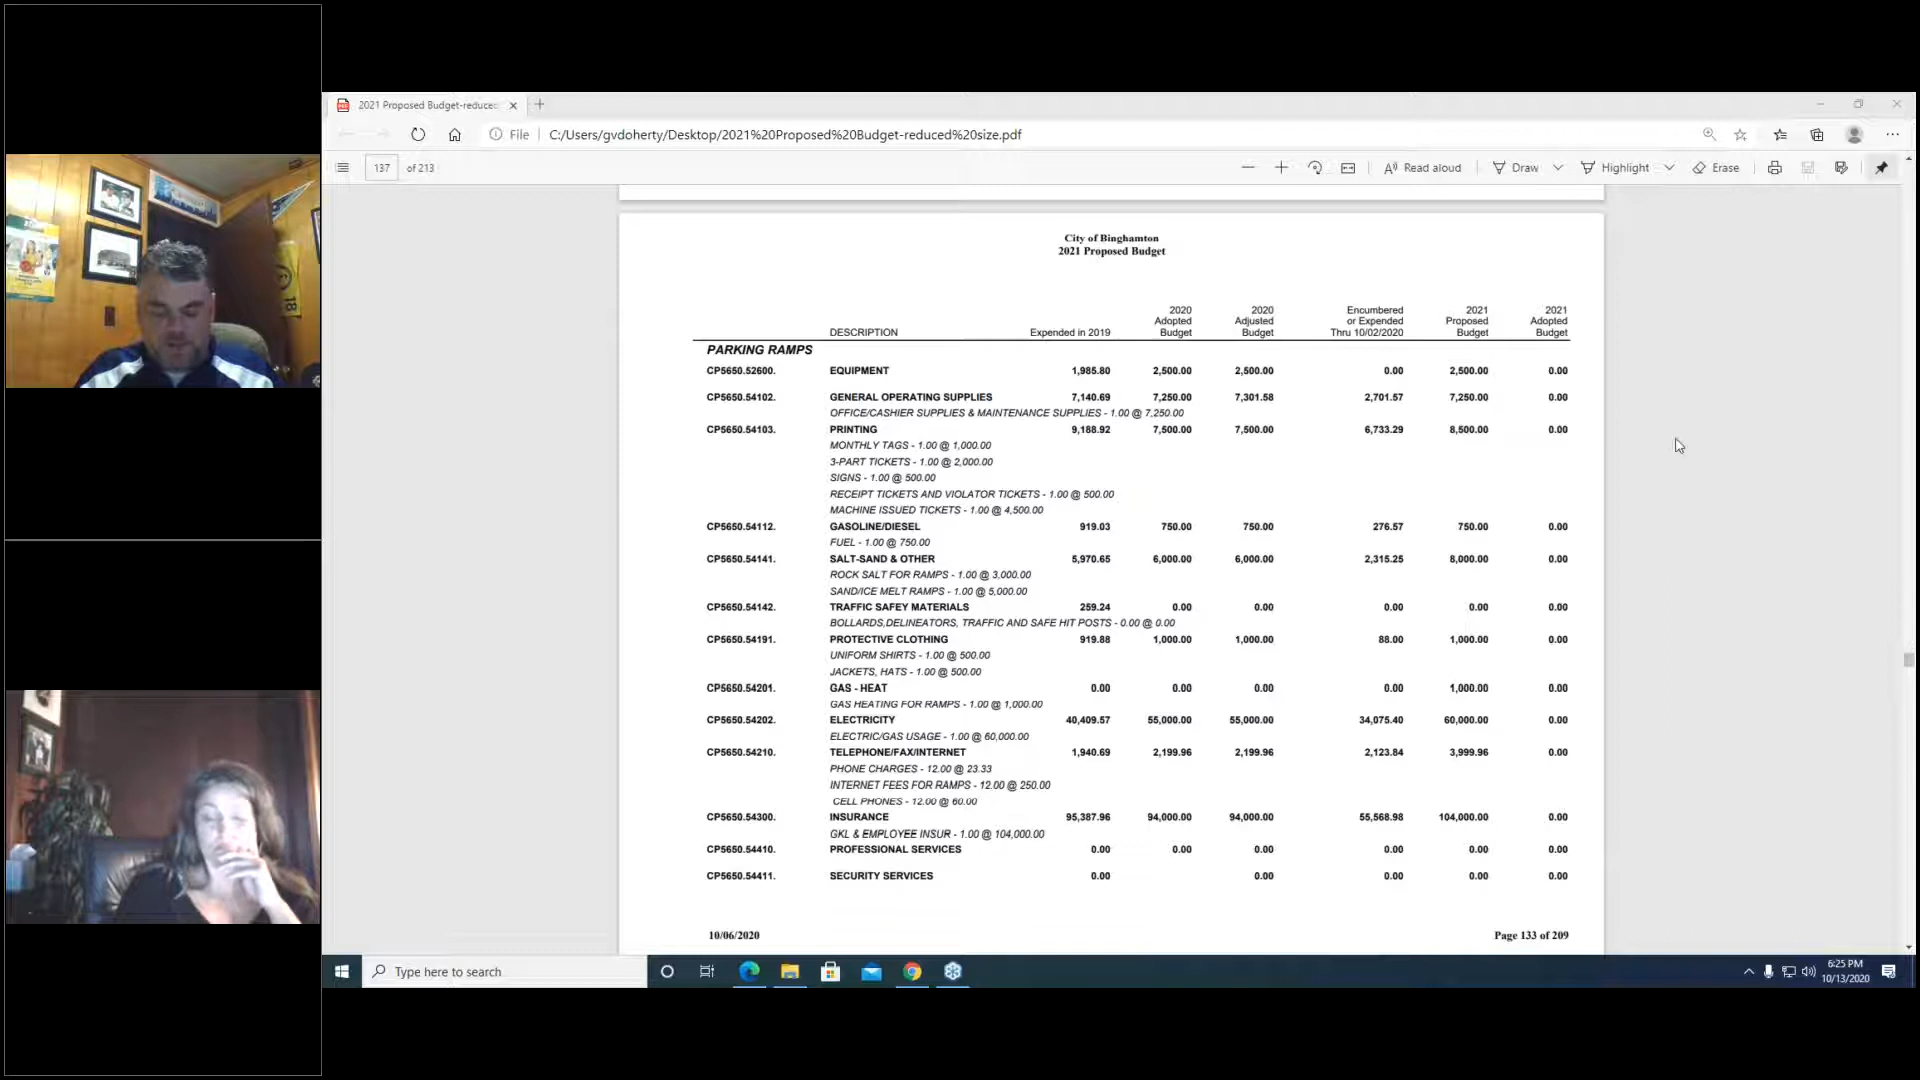 2021 Proposed Budget-reduced
File C:/Users/gvdoherty/Desktop/2021%20Proposed%20Budget-reduced%20size.pdf
137 of 213 Read aloud Draw Highlight Erase
City of Binghamton
2021 Proposed Budget
DESCRIPTION Expended in 2019 2020 Adopted Budget 2020 Adjusted Budget Encumbered or Expended Thru 10/02/2020 2021 Proposed Budget 2021 Adopted Budget
PARKING RAMPS
CP5650.52600. EQUIPMENT 1,985.80 2,500.00 2,500.00 0.00 2,500.00 0.00
CP5650.54102. GENERAL OPERATING SUPPLIES 7,140.69 7,250.00 7,301.58 2,701.57 7,250.00 0.00
OFFICE/CASHIER SUPPLIES & MAINTENANCE SUPPLIES - 1.00 @ 7,250.00
CP5650.54103. PRINTING 9,188.92 7,500.00 7,500.00 6,733.29 8,500.00 0.00
MONTHLY TAGS - 1.00 @ 1,000.00
3-PART TICKETS - 1.00 @ 2,000.00
SIGNS - 1.00 @ 500.00
RECEIPT TICKETS AND VIOLATOR TICKETS - 1.00 @ 500.00
MACHINE ISSUED TICKETS - 1.00 @ 4,500.00
CP5650.54112. GASOLINE/DIESEL 919.03 750.00 750.00 276.57 750.00 0.00
FUEL - 1.00 @ 750.00
CP5650.54141. SALT-SAND & OTHER 5,970.65 6,000.00 6,000.00 2,315.25 8,000.00 0.00
ROCK SALT FOR RAMPS - 1.00 @ 3,000.00
SAND/ICE MELT RAMPS - 1.00 @ 5,000.00
CP5650.54142. TRAFFIC SAFEY MATERIALS 259.24 0.00 0.00 0.00 0.00 0.00
BOLLARDS,DELINEATORS, TRAFFIC AND SAFE HIT POSTS - 0.00 @ 0.00
CP5650.54191. PROTECTIVE CLOTHING 919.88 1,000.00 1,000.00 88.00 1,000.00 0.00
UNIFORM SHIRTS - 1.00 @ 500.00
JACKETS, HATS - 1.00 @ 500.00
CP5650.54201. GAS - HEAT 0.00 0.00 0.00 0.00 1,000.00 0.00
GAS HEATING FOR RAMPS - 1.00 @ 1,000.00
CP5650.54202. ELECTRICITY 40,409.57 55,000.00 55,000.00 34,075.40 60,000.00 0.00
ELECTRIC/GAS USAGE - 1.00 @ 60,000.00
CP5650.54210. TELEPHONE/FAX/INTERNET 1,940.69 2,199.96 2,199.96 2,123.84 3,999.96 0.00
PHONE CHARGES - 12.00 @ 23.33
INTERNET FEES FOR RAMPS - 12.00 @ 250.00
CELL PHONES - 12.00 @ 60.00
CP5650.54300. INSURANCE 95,387.96 94,000.00 94,000.00 55,568.98 104,000.00 0.00
GKL & EMPLOYEE INSUR - 1.00 @ 104,000.00
CP5650.54410. PROFESSIONAL SERVICES 0.00 0.00 0.00 0.00 0.00 0.00
CP5650.54411. SECURITY SERVICES 0.00 0.00 0.00 0.00 0.00
10/06/2020 Page 133 of 209
Type here to search
6:25 PM
10/13/2020
18